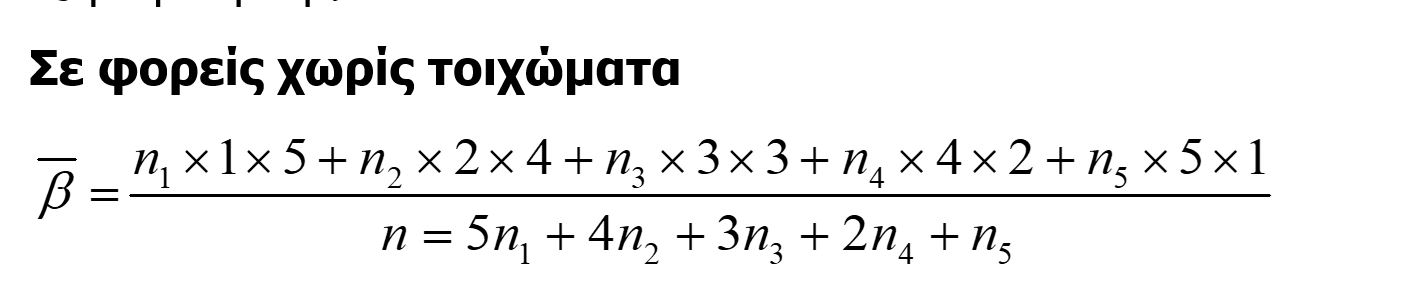 Σε φορείς χωρίς τοιχώματα
β̅ = (n₁ × 1 × 5 + n₂ × 2 × 4 + n₃ × 3 × 3 + n₄ × 4 × 2 + n₅ × 5 × 1) /
n = 5n₁ + 4n₂ + 3n₃ + 2n₄ + n₅